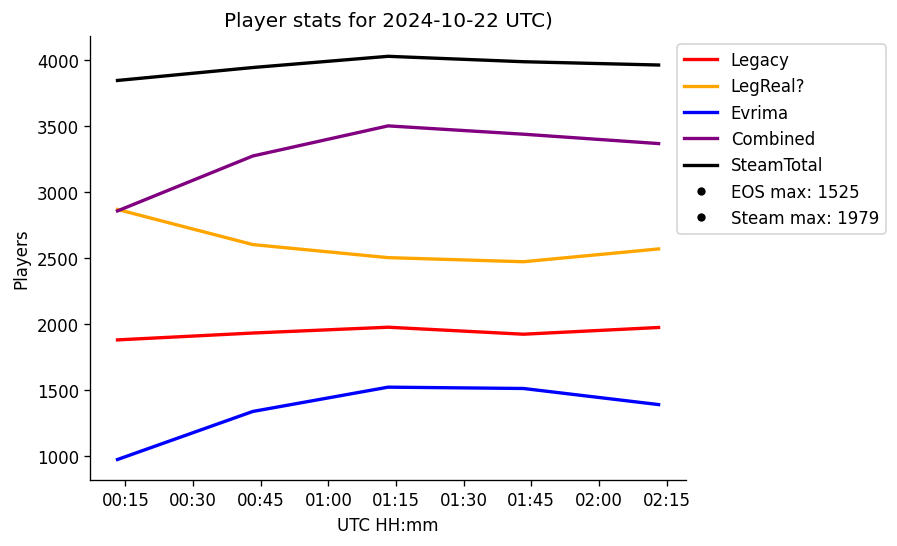 Player stats for 2024-10-22 UTC)
Players
4000
3500
3000
2500
2000
1500
1000
00:15 00:30 00:45 01:00 01:15 01:30 01:45 02:00 02:15
UTC HH:mm
Legacy
LegReal?
Evrima
Combined
SteamTotal
EOS max: 1525
Steam max: 1979